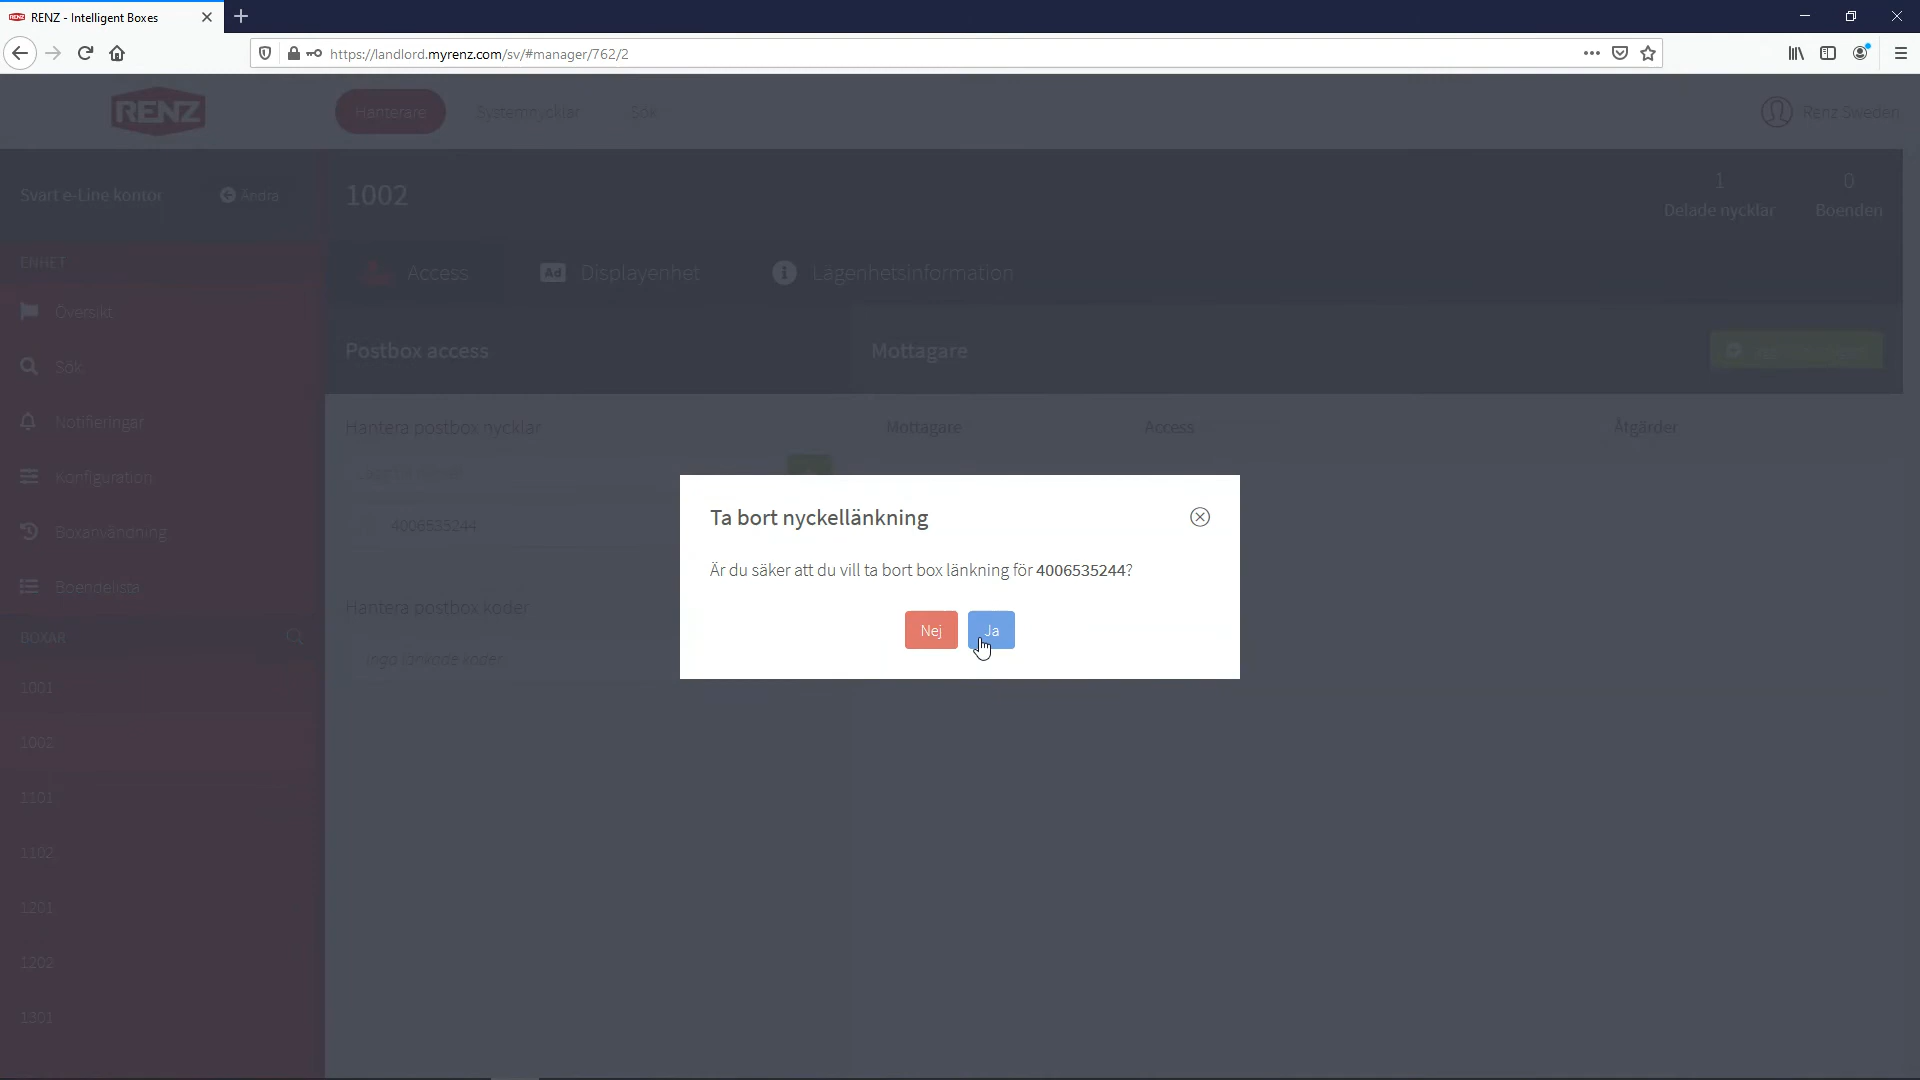 RENZ - Intelligent Boxes
https://landlord.myrenz.com/sv/#manager/762/2
RENZ
Hanterare
Systemnycklar
Sök
Renz Sweden
Svart e-Line kontor
Ändra
1002
1
Delade nycklar
0
Boenden
ENHET
Access
Ad
Displayenhet
Lägenhetsinformation
Översikt
Sök
Notifieringar
Konfiguration
Boxanvändning
Boendelista
BOXAR
1001
1002
1101
1102
1201
1202
1301
Postbox access
Mottagare
Hantera postbox nycklar
4006535244
Hantera postbox koder
Inga länkade koder
Mottagare
Access
Åtgärder
Ta bort nyckellänkning
Är du säker att du vill ta bort box länkning för 4006535244?
Nej
Ja